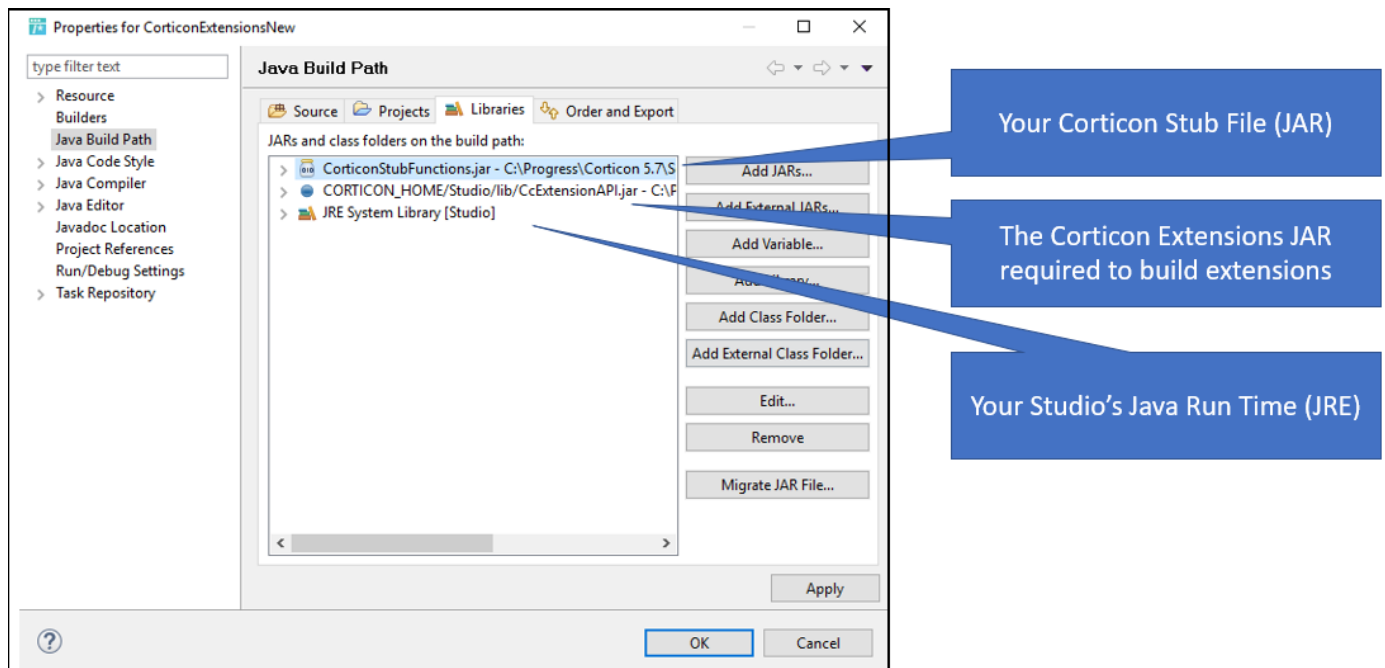 Properties for CorticonExtensionsNew
type filter text
Resource
Builders
Java Build Path
Java Code Style
Java Compiler
Java Editor
Javadoc Location
Project References
Run/Debug Settings
Task Repository
Java Build Path
Source Projects Libraries Order and Export
JARs and class folders on the build path:
CorticonStubFunctions.jar - C:\Progress\Corticon 5.7\S
CORTICON_HOME/Studio/lib/CcExtensionAPI.jar - C:\P
JRE System Library [Studio]
Add JARs...
Add External JARs...
Add Variable...
Add Library...
Add Class Folder...
Add External Class Folder...
Edit...
Remove
Migrate JAR File...
Apply
OK
Cancel
Your Corticon Stub File (JAR)
The Corticon Extensions JAR
required to build extensions
Your Studio’s Java Run Time (JRE)